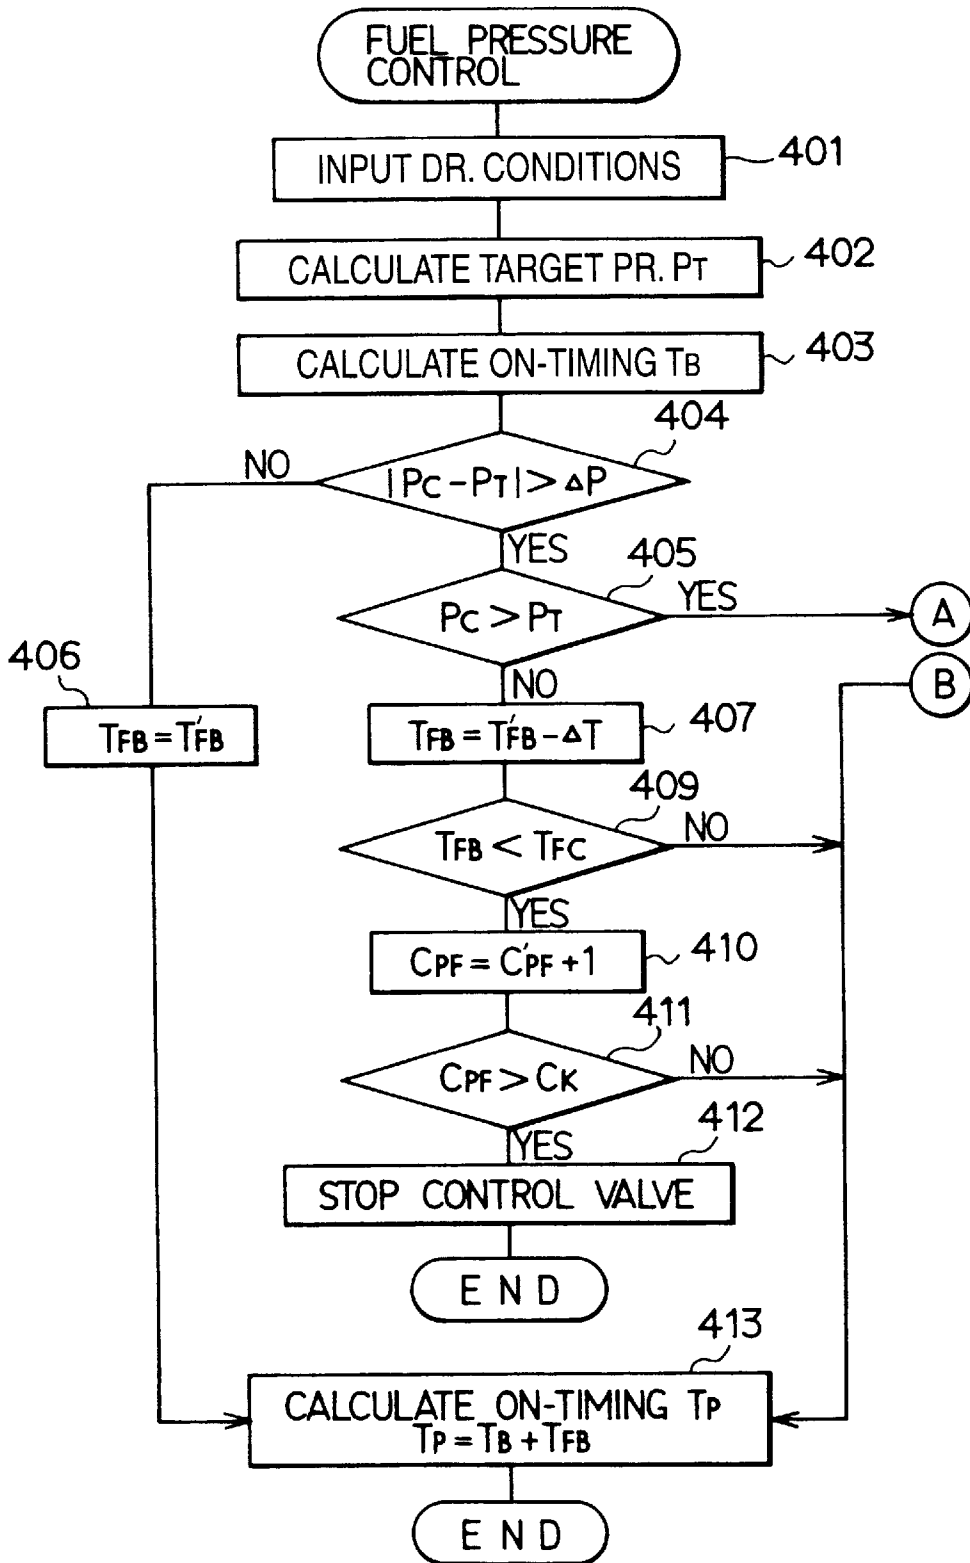 FUEL PRESSURE
CONTROL
INPUT DR. CONDITIONS
401
CALCULATE TARGET PR. PT
402
CALCULATE ON-TIMING TB
403
404
NO
|PC-PT|>ΔP
YES
405
PC>PT
YES
A
406
NO
B
TFB=T'FB
TFB=T'FB-ΔT
407
409
TFB<TFC
NO
YES
CPF=C'PF+1
410
411
CPF>CK
NO
YES
412
STOP CONTROL VALVE
END
413
CALCULATE ON-TIMING TP
TP=TB+TFB
END